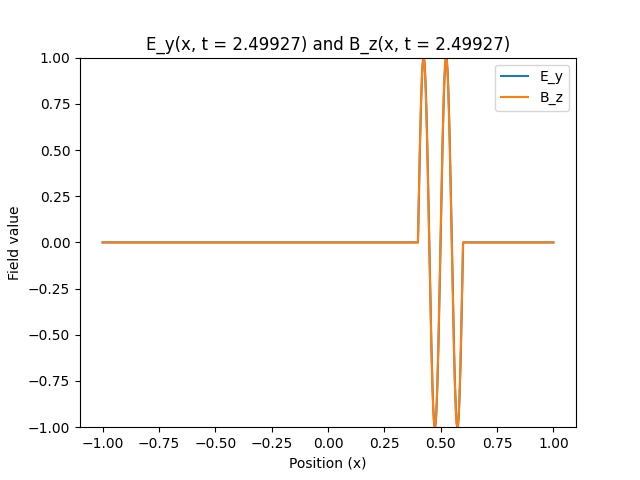 E_y(x, t = 2.49927) and B_z(x, t = 2.49927)
1.00
0.75
0.50
0.25
0.00
−0.25
−0.50
−0.75
−1.00
Field value
E_y
B_z
−1.00 −0.75 −0.50 −0.25 0.00 0.25 0.50 0.75 1.00
Position (x)